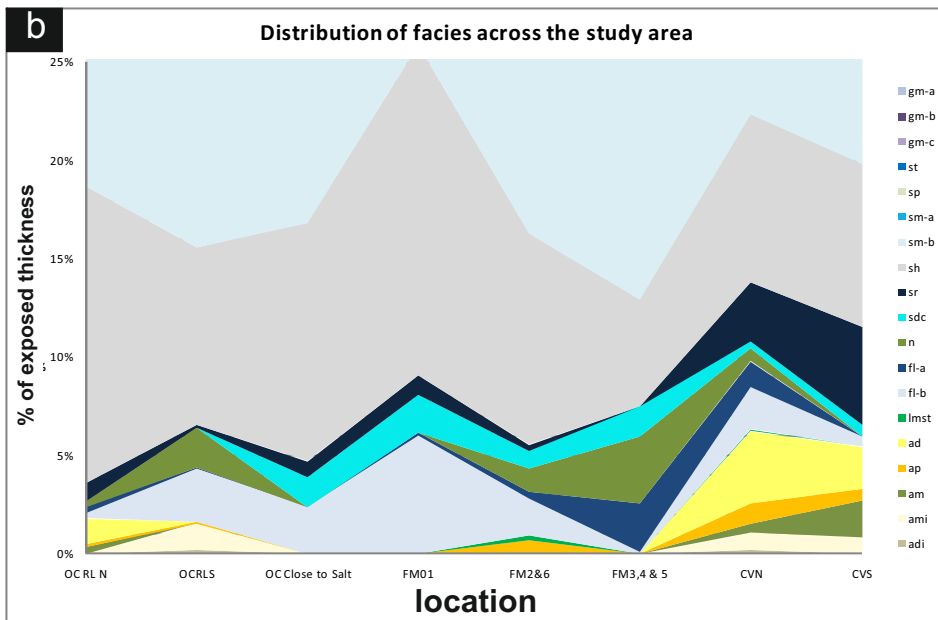 b
Distribution of facies across the study area
25%
20%
15%
10%
5%
0%
% of exposed thickness
OC RL N
OCRLS
OC Close to Salt
FM01
FM2&6
FM3,4 & 5
CVN
CVS
location
gm-a
gm-b
gm-c
st
sp
sm-a
sm-b
sh
sr
sdc
n
fl-a
fl-b
lmst
ad
ap
am
ami
adi